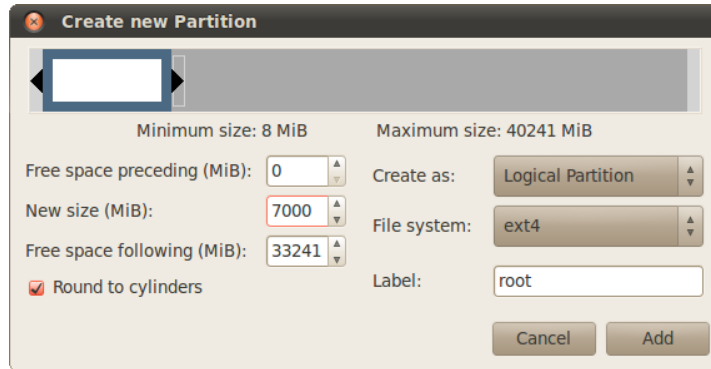 Create new Partition
Minimum size: 8 MiB Maximum size: 40241 MiB
Free space preceding (MiB): 0
Create as: Logical Partition
New size (MiB): 7000
File system: ext4
Free space following (MiB): 33241
Label: root
Round to cylinders
Cancel Add